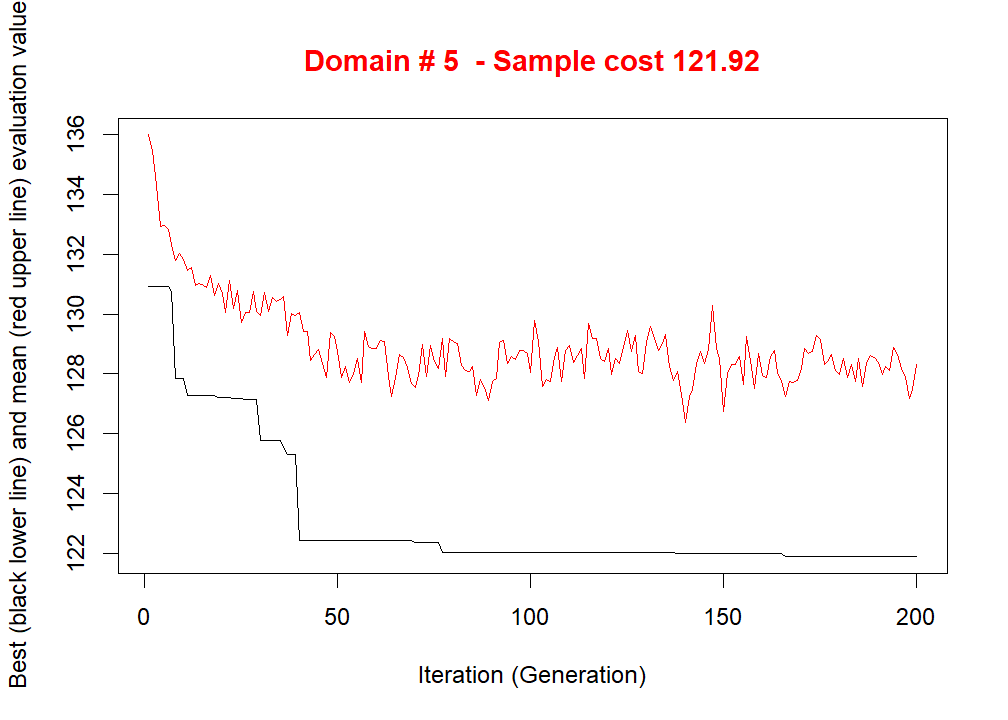 Domain # 5  - Sample cost 121.92
Best (black lower line) and mean (red upper line) evaluation value
136
134
132
130
128
126
124
122
0 50 100 150 200
Iteration (Generation)